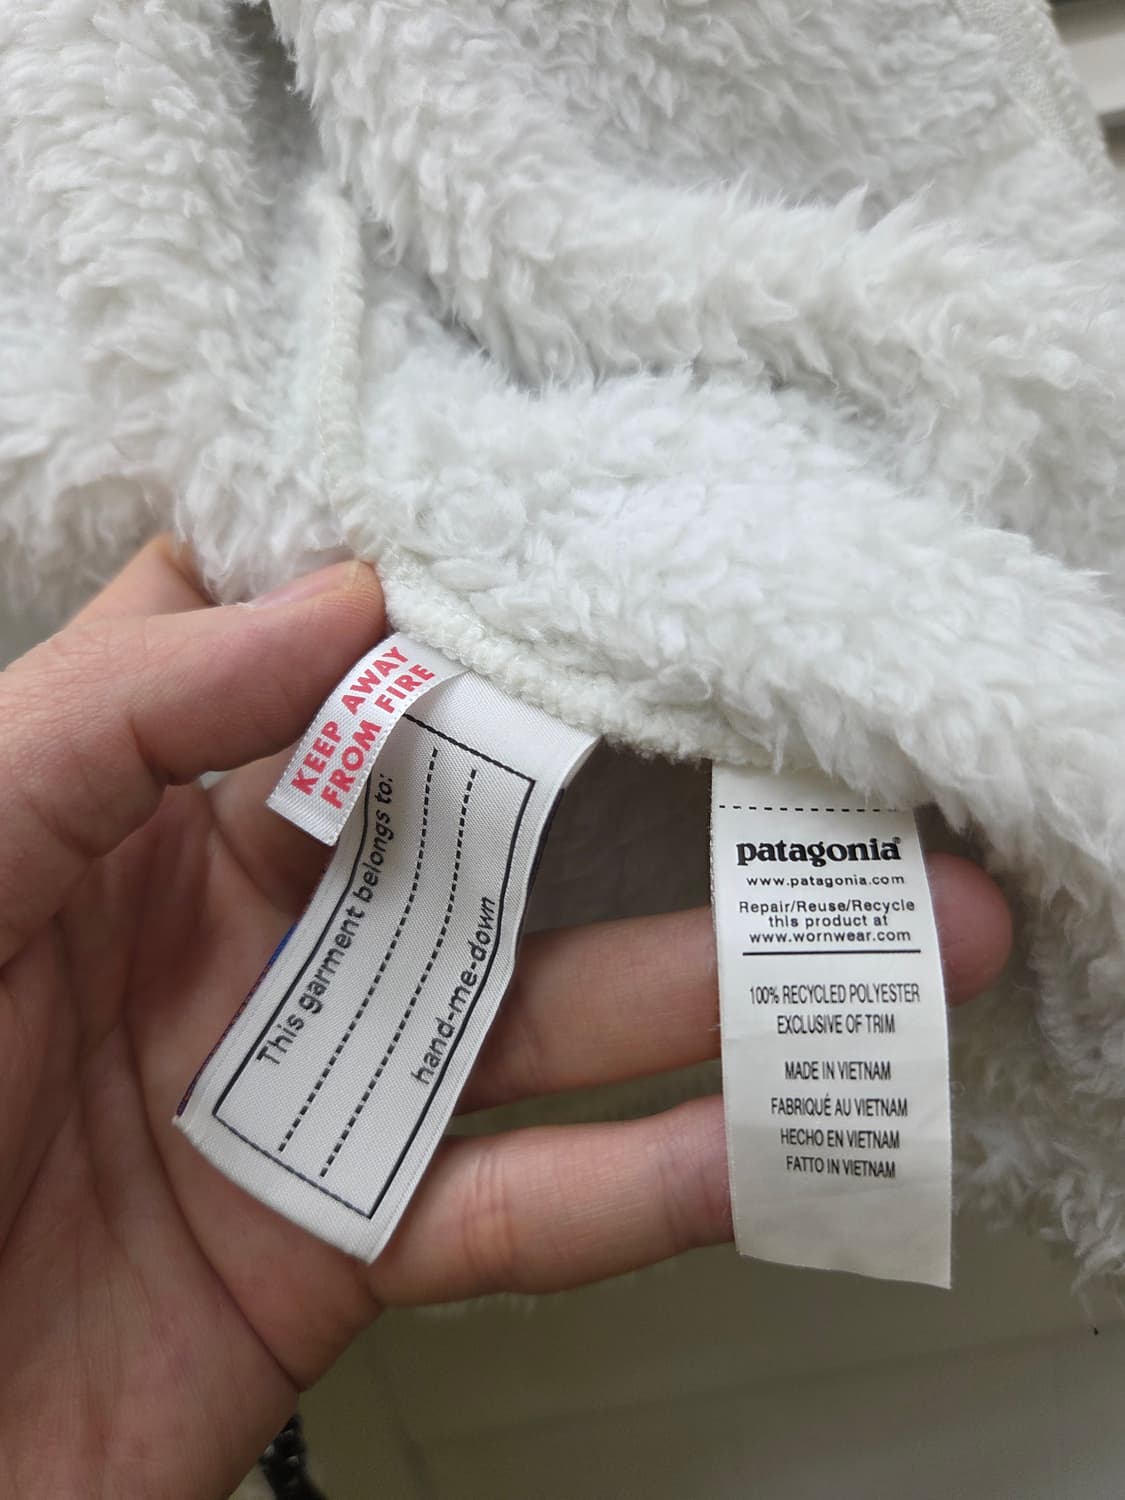 KEEP AWAY
FROM FIRE
This garment belongs to:
hand-me-down
patagonia®
www.patagonia.com
Repair/Reuse/Recycle
this product at
www.wornwear.com
100% RECYCLED POLYESTER
EXCLUSIVE OF TRIM
MADE IN VIETNAM
FABRIQUÉ AU VIETNAM
HECHO EN VIETNAM
FATTO IN VIETNAM